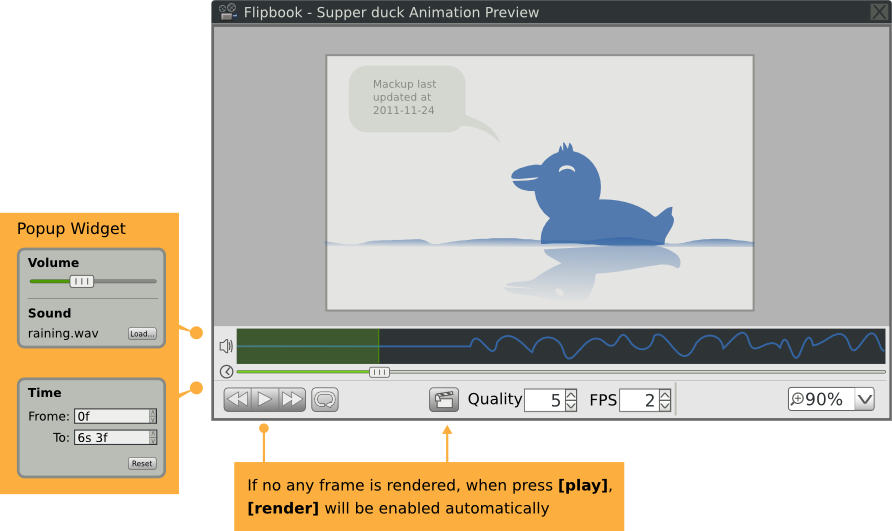 Flipbook - Supper duck Animation Preview
Mackup last
updated at
2011-11-24
Popup Widget
Volume
Sound
raining.wav Load...
Time
Frome: 0f
To: 6s 3f
Reset
Quality 5 FPS 2 90%
If no any frame is rendered, when press [play],
[render] will be enabled automatically